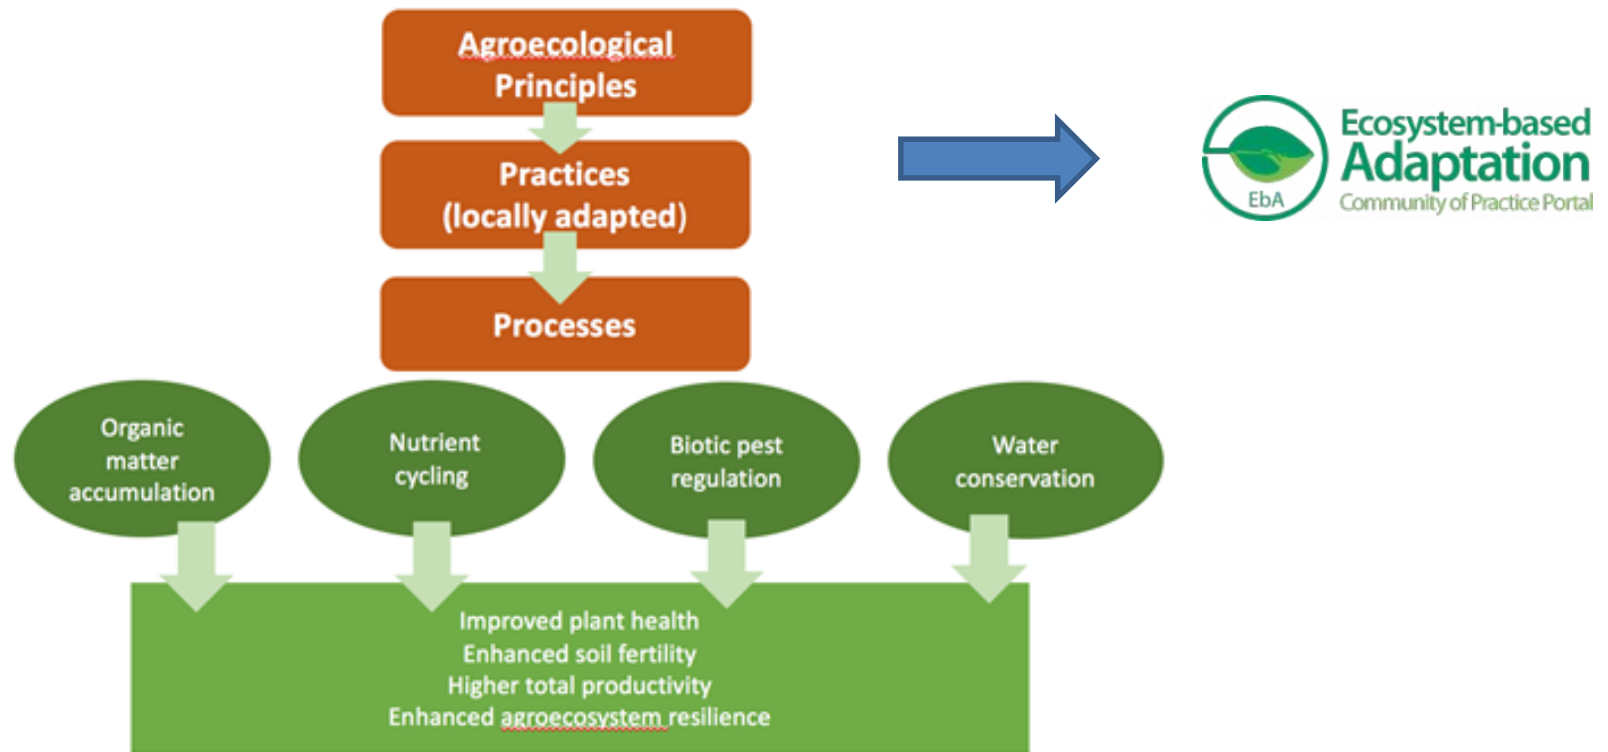 Agroecological
Principles
Practices
(locally adapted)
Processes
Ecosystem-based
Adaptation
EbA
Community of Practice Portal
Organic
matter
accumulation
Nutrient
cycling
Biotic pest
regulation
Water
conservation
Improved plant health
Enhanced soil fertility
Higher total productivity
Enhanced agroecosystem resilience